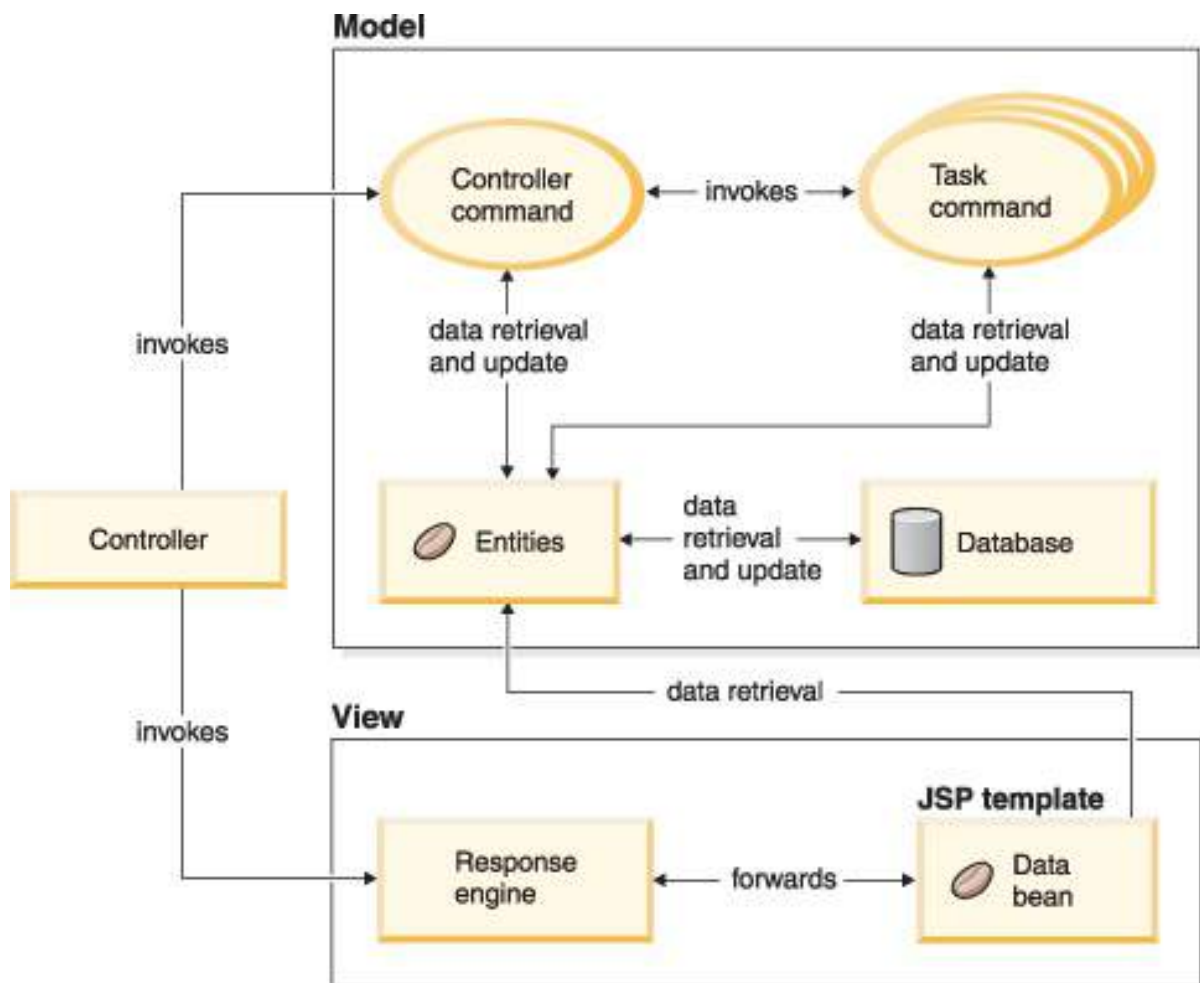 Model
Controller
command
invokes
Task
command
data retrieval
and update
data retrieval
and update
invokes
Controller
Entities
data
retrieval
and update
Database
data retrieval
View
invokes
JSP template
Response
engine
forwards
Data
bean